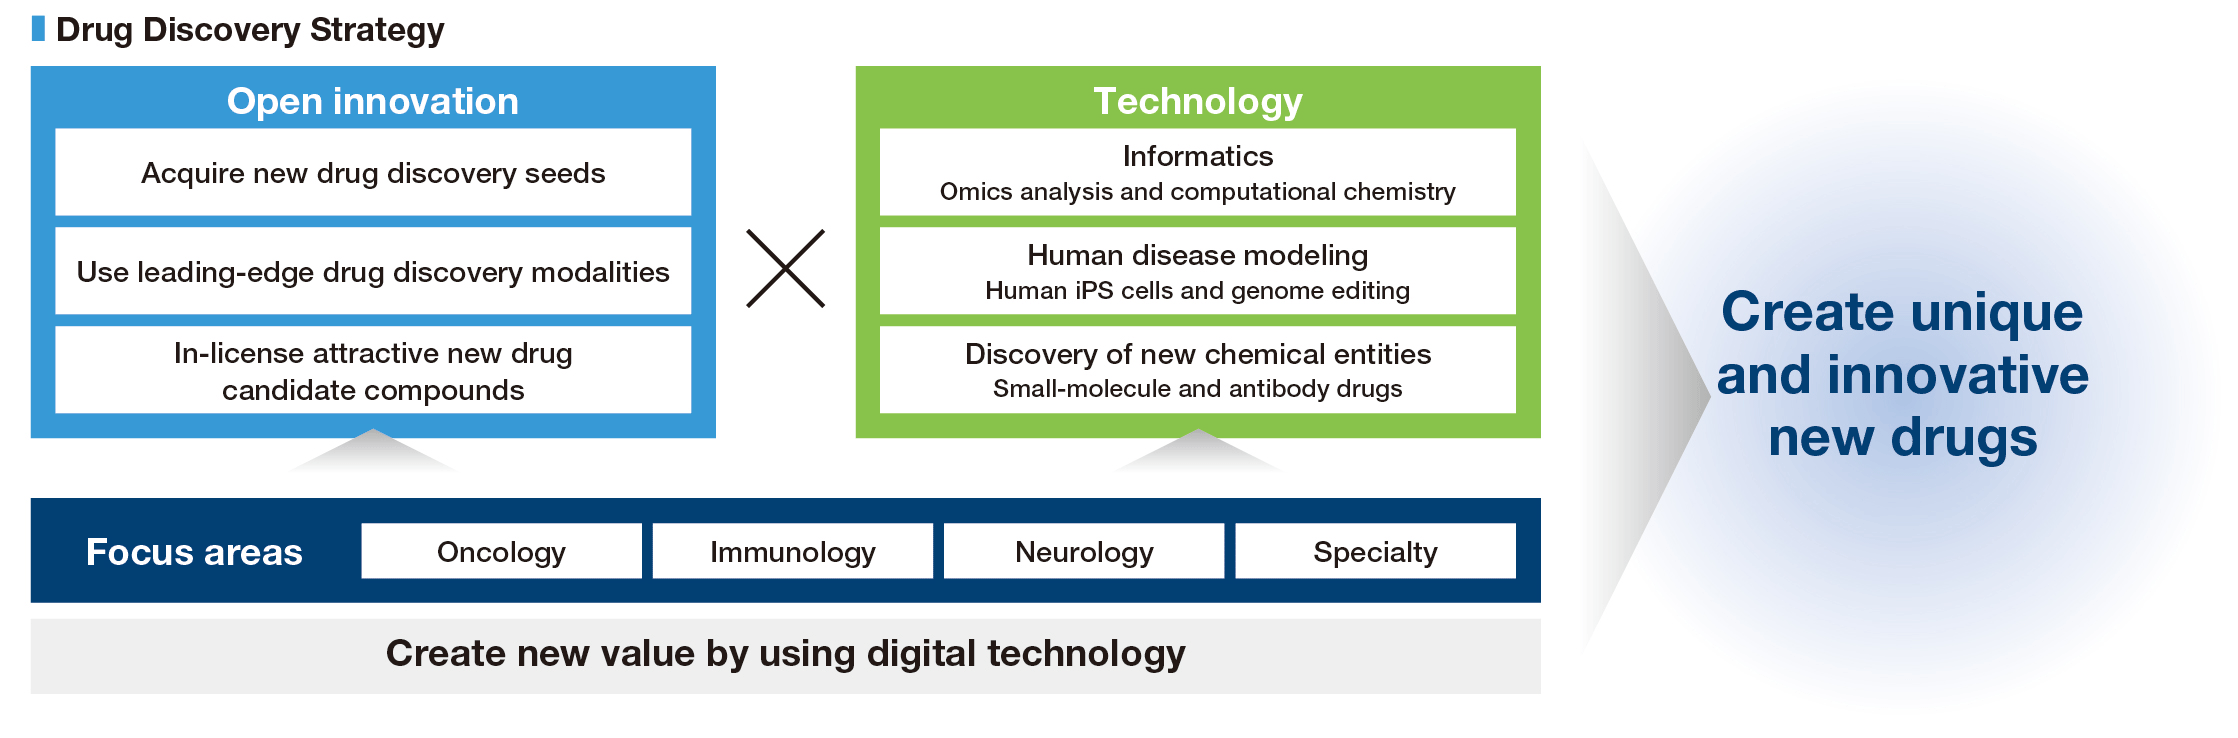 Drug Discovery Strategy
Open innovation
Acquire new drug discovery seeds
Use leading-edge drug discovery modalities
In-license attractive new drug
candidate compounds
Technology
Informatics
Omics analysis and computational chemistry
Human disease modeling
Human iPS cells and genome editing
Discovery of new chemical entities
Small-molecule and antibody drugs
Focus areas
Oncology
Immunology
Neurology
Specialty
Create new value by using digital technology
Create unique
and innovative
new drugs